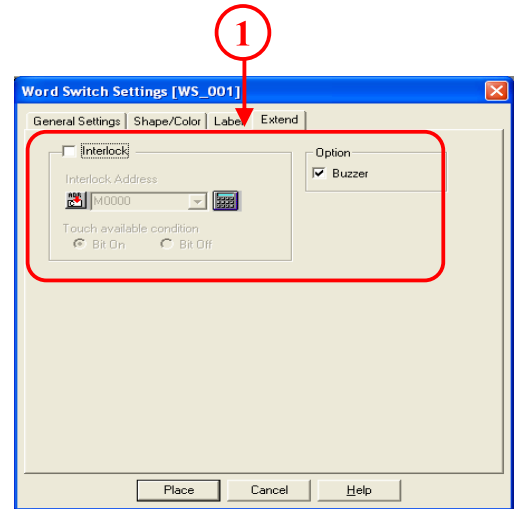 1
Word Switch Settings [WS_001]
General Settings Shape/Color Label Extend
Interlock
Option
Buzzer
Interlock Address
M0000
Touch available condition
Bit On Bit Off
Place Cancel Help